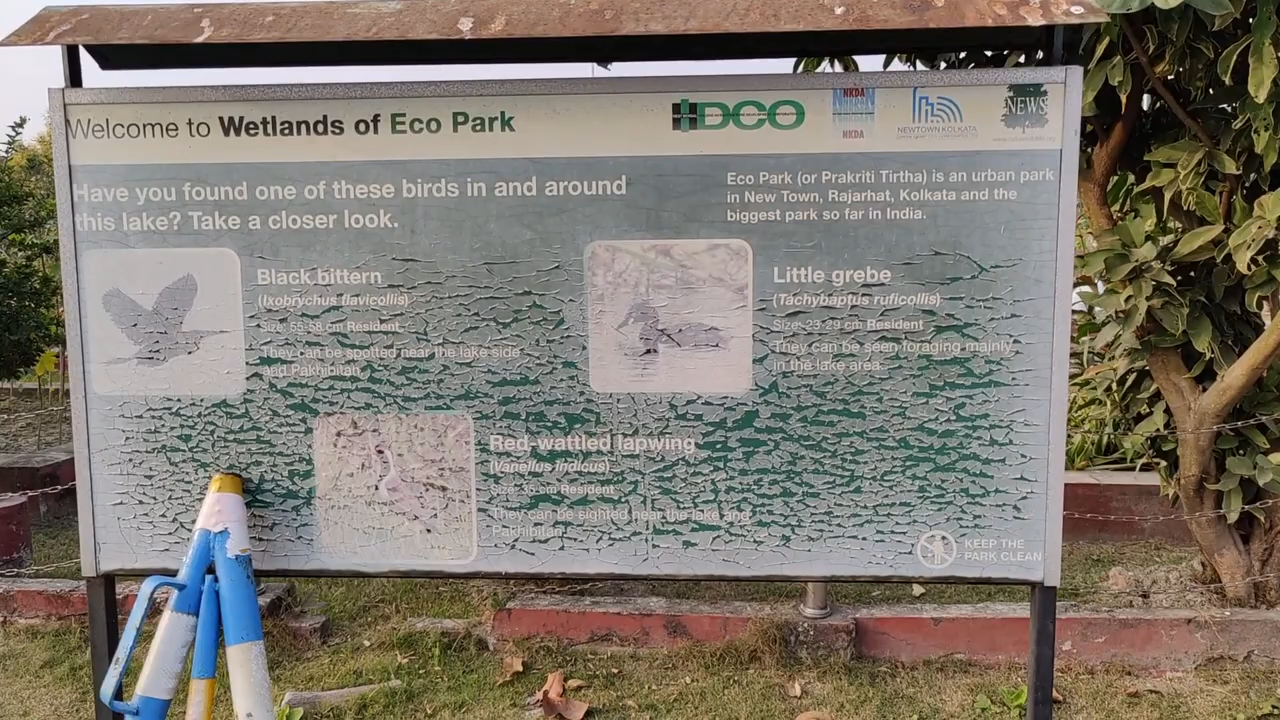 Welcome to Wetlands of Eco Park
HIDCO
NKDA
NKDA
NEWTOWN KOLKATA
NEWS
Have you found one of these birds in and around
this lake? Take a closer look.
Eco Park (or Prakriti Tirtha) is an urban park
in New Town, Rajarhat, Kolkata and the
biggest park so far in India.
Black bittern
(Ixobrychus flavicollis)
Size: 55-58 cm Resident
They can be spotted near the lake side
and Pakhibitan.
Little grebe
(Tachybaptus ruficollis)
Size: 23-29 cm Resident
They can be seen foraging mainly
in the lake area.
Red-wattled lapwing
(Vanellus indicus)
Size: 35 cm Resident
They can be sighted near the lake and
Pakhibitan.
KEEP THE
PARK CLEAN